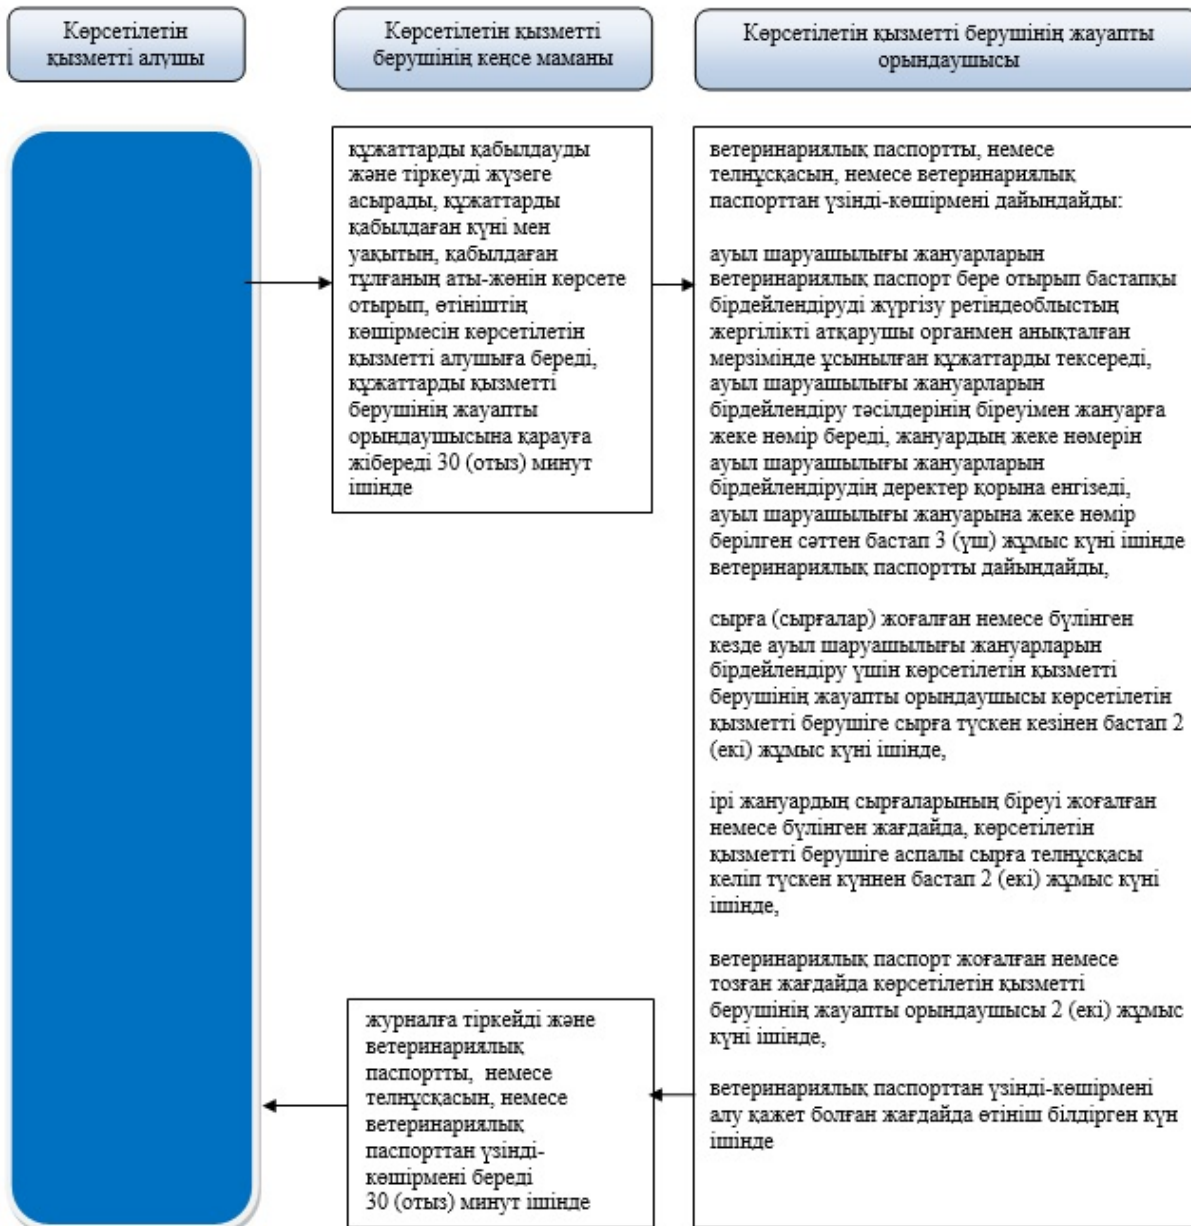 Көрсетілетін
қызметті алушы
Көрсетілетін қызметті
берушінің кеңсе маманы
Көрсетілетін қызметті берушінің жауапты
орындаушысы
құжаттарды қабылдауды
және тіркеуді жүзеге
асырады, құжаттарды
қабылдаған күні мен
уақытын, қабылдаған
тұлғаның аты-жөнін көрсете
отырып, өтініштің
көшірмесін көрсетілетін
қызметті алушыға береді,
құжаттарды қызметті
берушінің жауапты
орындаушысына қарауға
жібереді 30 (отыз) минут
ішінде
ветеринариялық паспортты, немесе
телнұсқасын, немесе ветеринариялық
паспорттан үзінді-көшірмені дайындайды:
ауыл шаруашылығы жануарларын
ветеринариялық паспорт бере отырып бастапқы
бірдейлендіруді жүргізу ретіндеоблыстың
жергілікті атқарушы органмен анықталған
мерзімінде ұсынылған құжаттарды тексереді,
ауыл шаруашылығы жануарларын
бірдейлендіру тәсілдерінің біреуімен жануарға
жеке нөмір береді, жануардың жеке нөмерін
ауыл шаруашылығы жануарларын
бірдейлендірудің деректер қорына енгізеді,
ауыл шаруашылығы жануарына жеке нөмір
берілген сәттен бастап 3 (үш) жұмыс күні ішінде
ветеринариялық паспортты дайындайды,
сырға (сырғалар) жоғалған немесе бүлінген
кезде ауыл шаруашылығы жануарларын
бірдейлендіру үшін көрсетілетін қызметті
берушінің жауапты орындаушысы көрсетілетін
қызметті берушіге сырға түскен кезінен бастап 2
(екі) жұмыс күні ішінде,
ірі жануардың сырғаларының біреуі жоғалған
немесе бүлінген жағдайда, көрсетілетін
қызметті берушіге аспалы сырға телнұсқасы
келіп түскен күннен бастап 2 (екі) жұмыс күні
ішінде,
ветеринариялық паспорт жоғалған немесе
тозған жағдайда көрсетілетін қызметті
берушінің жауапты орындаушысы 2 (екі) жұмыс
күні ішінде,
ветеринариялық паспорттан үзінді-көшірмені
алу қажет болған жағдайда өтініш білдірген күн
ішінде
журналға тіркейді және
ветеринариялық
паспортты, немесе
телнұсқасын, немесе
ветеринариялық
паспорттан үзінді-
көшірмені береді
30 (отыз) минут ішінде